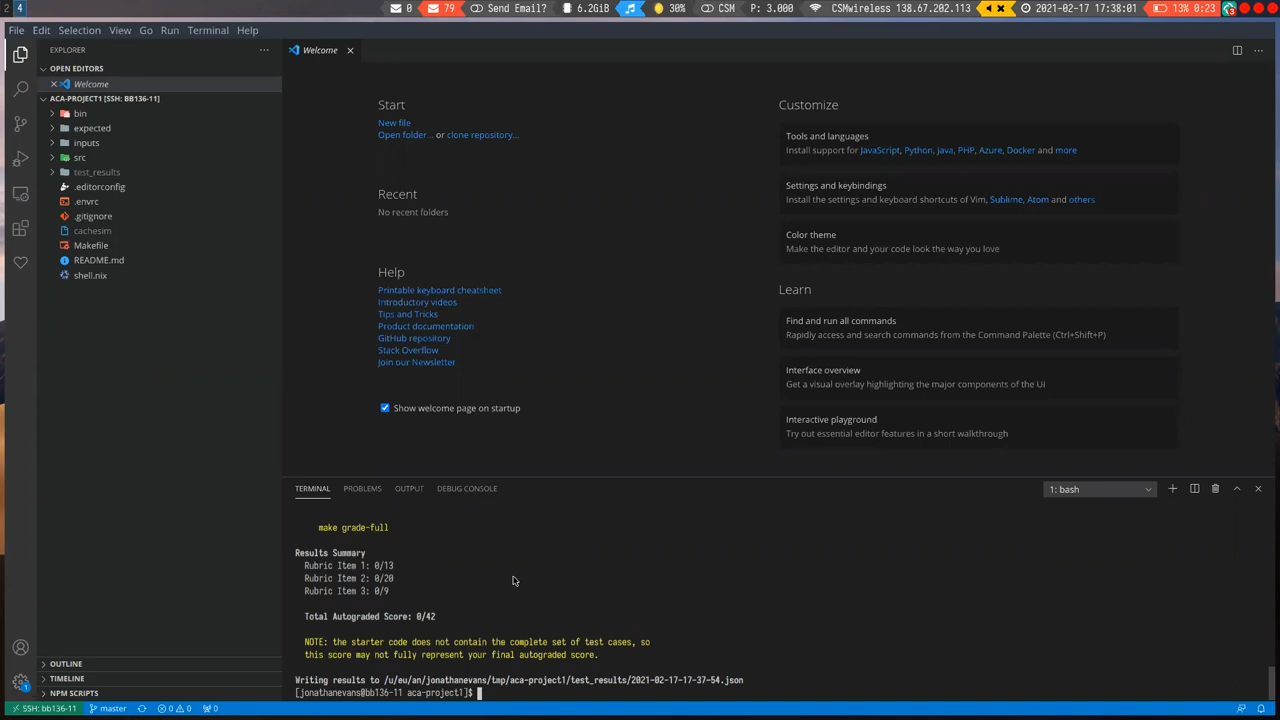 2 4 0 79 Send Email? 6.2GiB 30% CSM P: 3.000 CSMwireless 138.67.202.113 2021-02-17 17:38:01 13% 0:23 3
File Edit Selection View Go Run Terminal Help
EXPLORER ...
OPEN EDITORS
Welcome
ACA-PROJECT1 [SSH: BB136-11]
bin
expected
inputs
src
test_results
.editorconfig
.envrc
.gitignore
cachesim
Makefile
README.md
shell.nix
OUTLINE
TIMELINE
NPM SCRIPTS
Welcome
Start
New file
Open folder... or clone repository...
Recent
No recent folders
Help
Printable keyboard cheatsheet
Introductory videos
Tips and Tricks
Product documentation
GitHub repository
Stack Overflow
Join our Newsletter
Show welcome page on startup
Customize
Tools and languages
Install support for JavaScript, Python, Java, PHP, Azure, Docker and more
Settings and keybindings
Install the settings and keyboard shortcuts of Vim, Sublime, Atom and others
Color theme
Make the editor and your code look the way you love
Learn
Find and run all commands
Rapidly access and search commands from the Command Palette (Ctrl+Shift+P)
Interface overview
Get a visual overlay highlighting the major components of the UI
Interactive playground
Try out essential editor features in a short walkthrough
TERMINAL PROBLEMS OUTPUT DEBUG CONSOLE 1: bash
make grade-full
Results Summary
Rubric Item 1: 0/13
Rubric Item 2: 0/20
Rubric Item 3: 0/9
Total Autograded Score: 0/42
NOTE: the starter code does not contain the complete set of test cases, so
this score may not fully represent your final autograded score.
Writing results to /u/eu/an/jonathanevans/tmp/aca-project1/test_results/2021-02-17-17-37-54.json
[jonathanevans@bb136-11 aca-project1]$
1
SSH: BB136-11 master 0 0 0